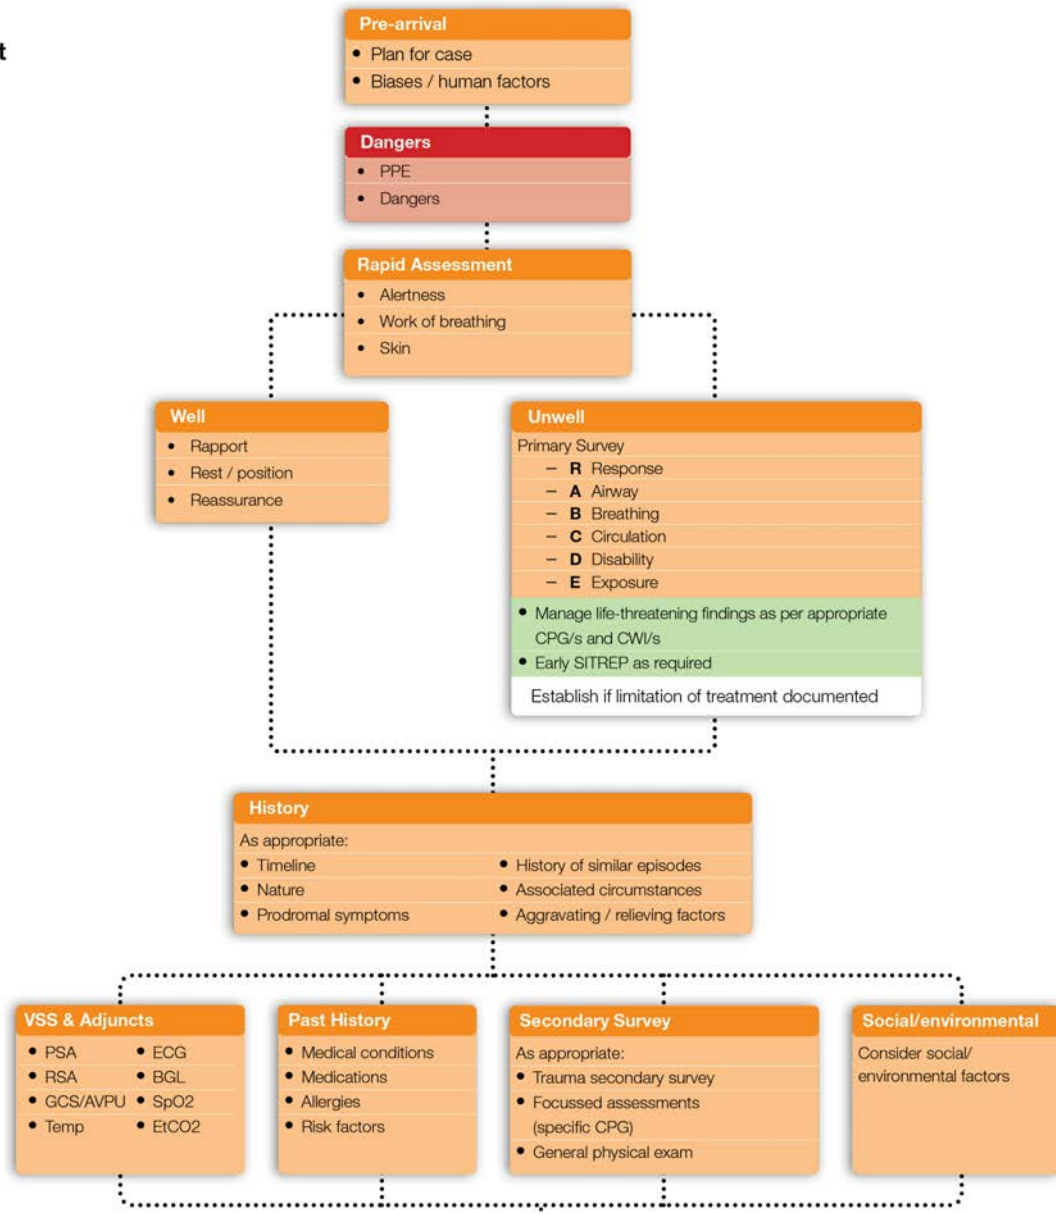 t
Pre-arrival
• Plan for case
• Biases / human factors
Dangers
• PPE
• Dangers
Rapid Assessment
• Alertness
• Work of breathing
• Skin
Well
• Rapport
• Rest / position
• Reassurance
Unwell
Primary Survey
– R Response
– A Airway
– B Breathing
– C Circulation
– D Disability
– E Exposure
• Manage life-threatening findings as per appropriate
CPG/s and CWI/s
• Early SITREP as required
Establish if limitation of treatment documented
History
As appropriate:
• Timeline
• Nature
• Prodromal symptoms
• History of similar episodes
• Associated circumstances
• Aggravating / relieving factors
VSS & Adjuncts
• PSA
• RSA
• GCS/AVPU
• Temp
• ECG
• BGL
• SpO2
• EtCO2
Past History
• Medical conditions
• Medications
• Allergies
• Risk factors
Secondary Survey
As appropriate:
• Trauma secondary survey
• Focussed assessments
(specific CPG)
• General physical exam
Social/environmental
Consider social/
environmental factors